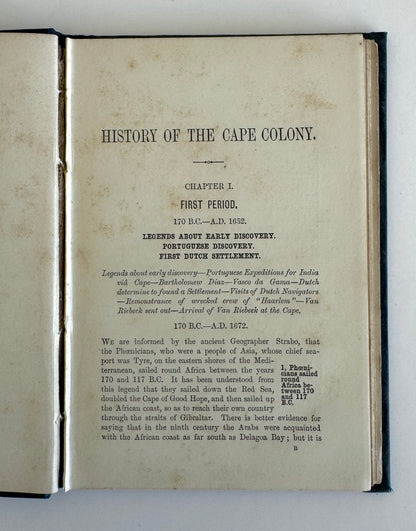 HISTORY OF THE CAPE COLONY.
CHAPTER I.
FIRST PERIOD.
170 B.C.—A.D. 1652.
LEGENDS ABOUT EARLY DISCOVERY.
PORTUGUESE DISCOVERY.
FIRST DUTCH SETTLEMENT.
Legends about early discovery—Portuguese Expeditions for India
viâ Cape—Bartholomew Diaz—Vasco da Gama—Dutch
determine to found a Settlement—Visits of Dutch Navigators
—Remonstrance of wrecked crew of "Haarlem"—Van
Riebeek sent out—Arrival of Van Riebeek at the Cape.
170 B.C.—A.D. 1672.
WE are informed by the ancient Geographer Strabo, that
the Phœnicians, who were a people of Asia, whose chief sea-
port was Tyre, on the eastern shores of the Medi-
terranean, sailed round Africa between the years
170 and 117 B.C. It has been understood from
this legend that they sailed down the Red Sea,
doubled the Cape of Good Hope, and then sailed up
the African coast, so as to reach their own country
through the straits of Gibraltar. There is better evidence for
saying that in the ninth century the Arabs were acquainted
with the African coast as far south as Delagoa Bay; but it is
1, Phœni-
cians sailed
round
Africa be-
tween 170
and 117
B.C.
B